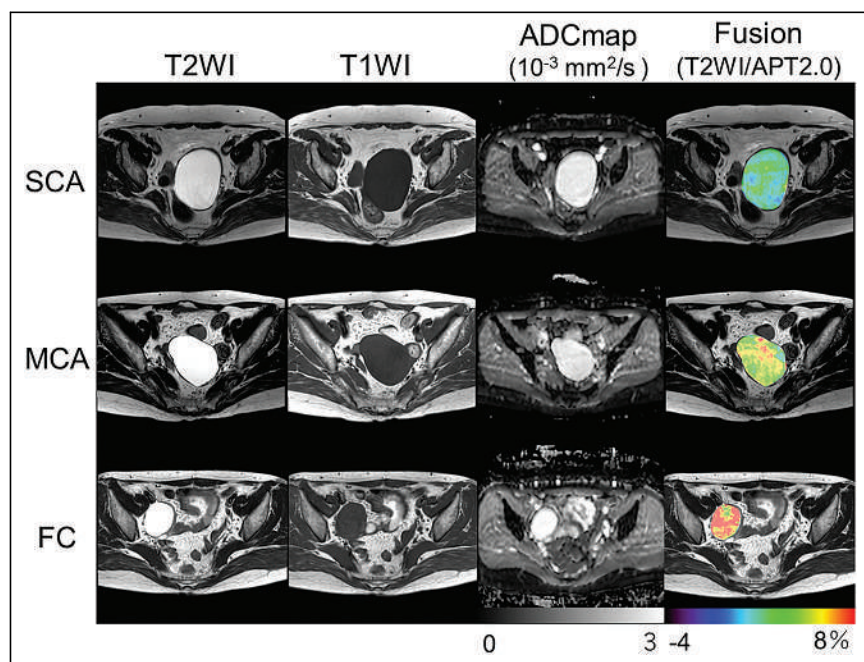 T2WI T1WI ADCmap Fusion
(10⁻³ mm²/s) (T2WI/APT2.0)
SCA
MCA
FC
0 3 -4 8%